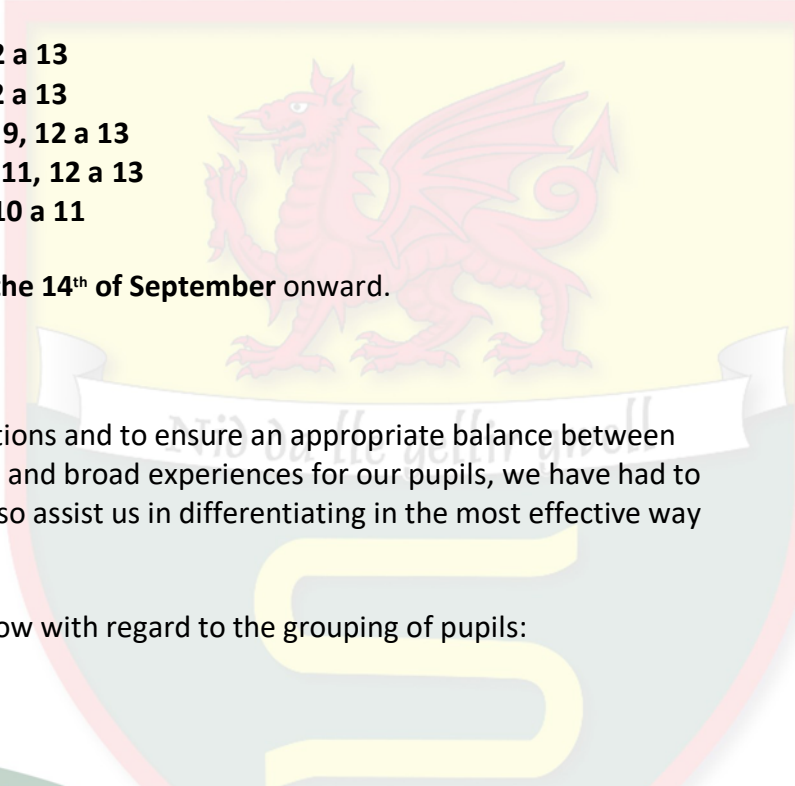 2 a 13
2 a 13
9, 12 a 13
11, 12 a 13
10 a 11
the 14th of September onward.
Nid da lle gellir gwell
tions and to ensure an appropriate balance between
and broad experiences for our pupils, we have had to
so assist us in differentiating in the most effective way
ow with regard to the grouping of pupils: